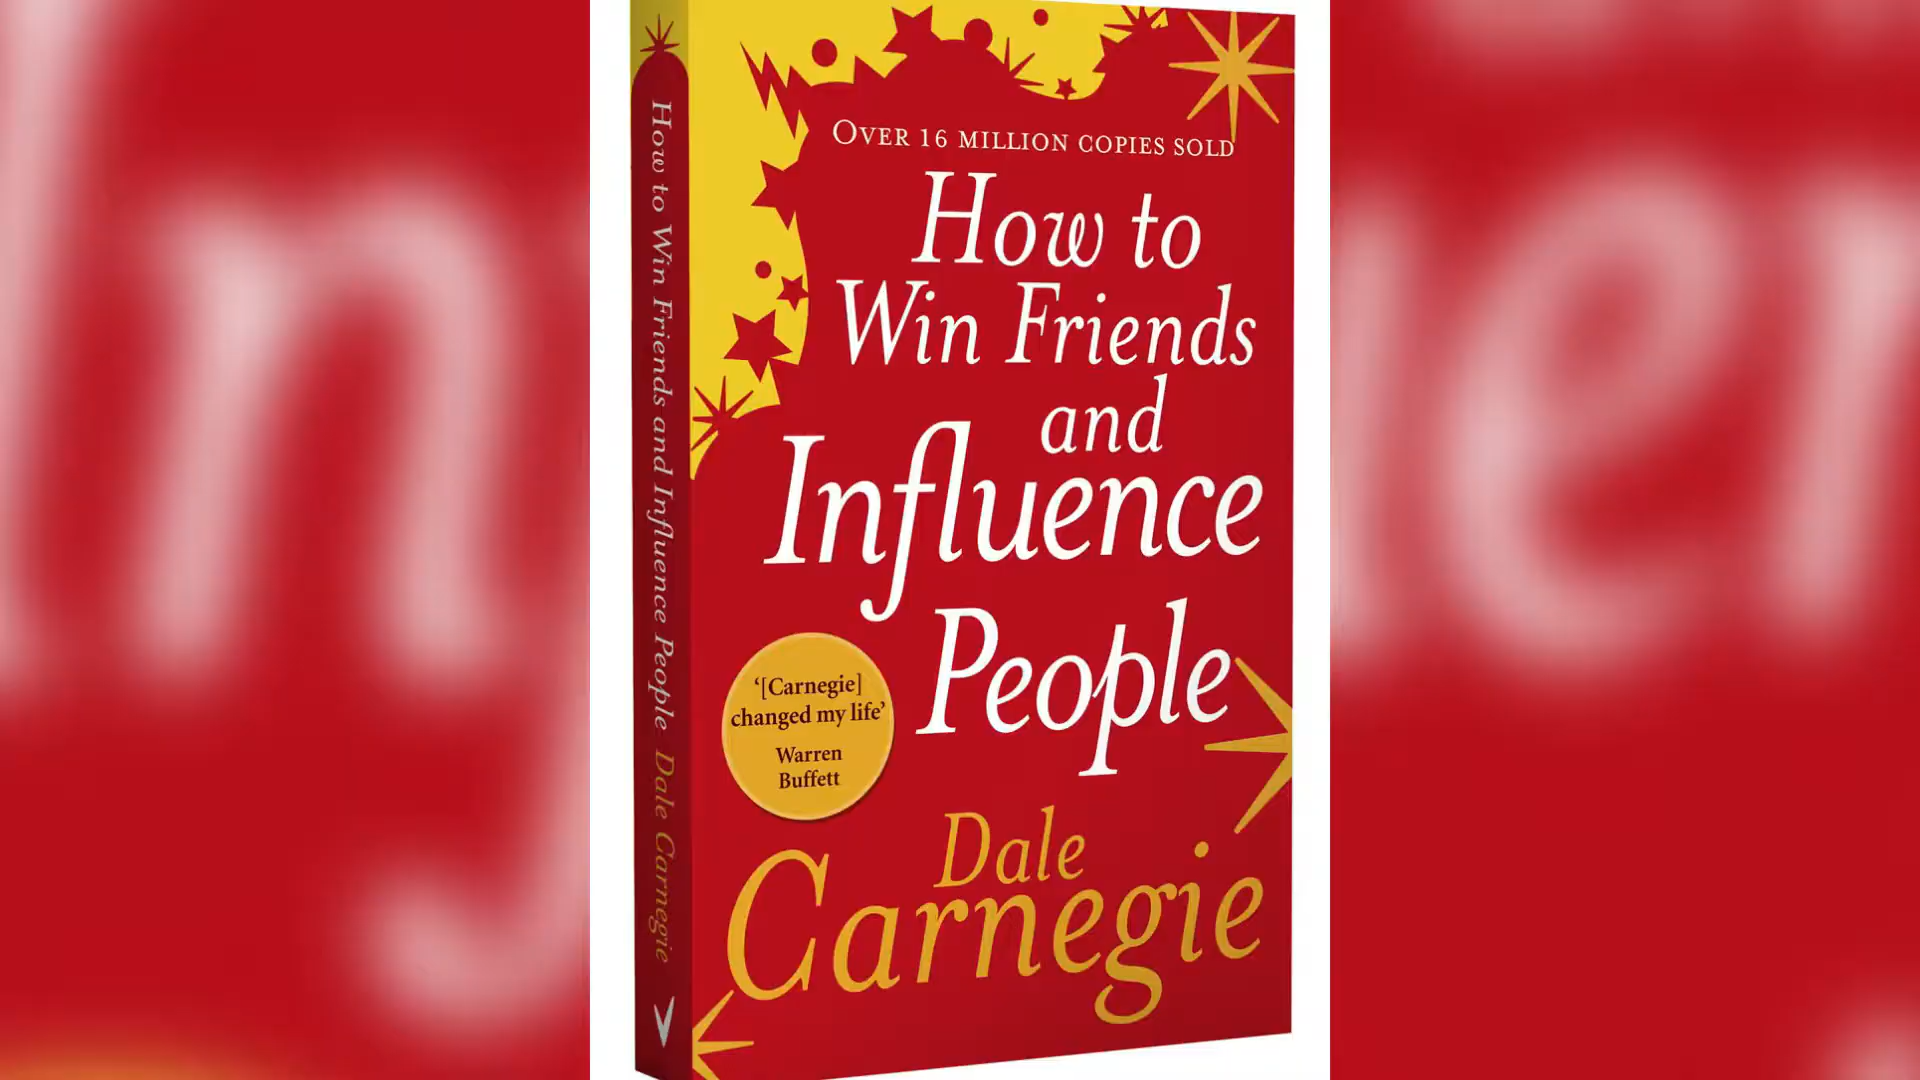 How to Win Friends and Influence People Dale Carnegie
OVER 16 MILLION COPIES SOLD
How to
Win Friends
and
Influence
People
‘[Carnegie]
changed my life’
Warren
Buffett
Dale
Carnegie